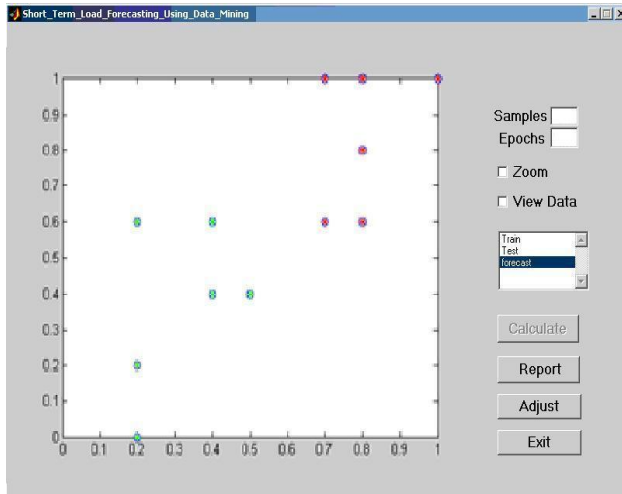 Short_Term_Load_Forecasting_Using_Data_Mining
1
0.9
0.8
0.7
0.6
0.5
0.4
0.3
0.2
0.1
0
0 0.1 0.2 0.3 0.4 0.5 0.6 0.7 0.8 0.9 1
Samples
Epochs
Zoom
View Data
Train
Test
forecast
Calculate
Report
Adjust
Exit